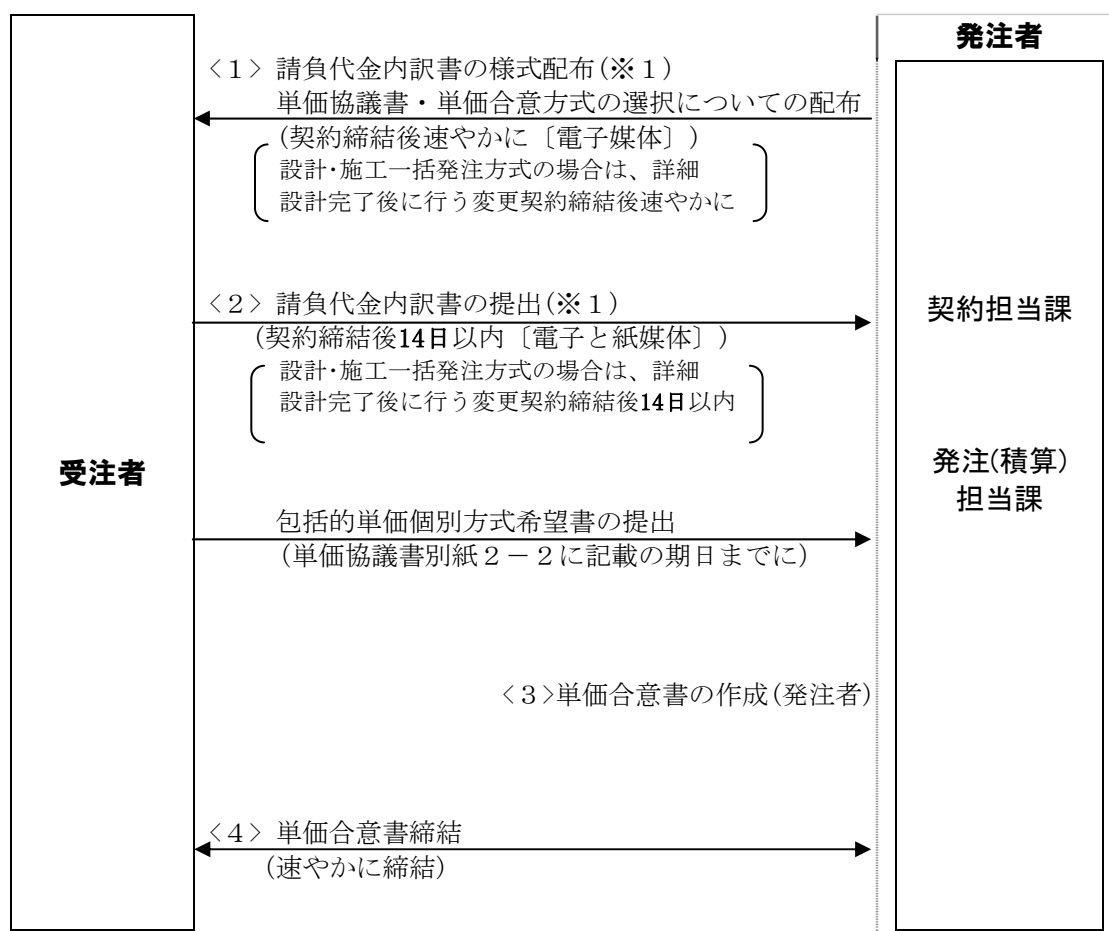 発注者
<1> 請負代金内訳書の様式配布(※1)
単価協議書・単価合意方式の選択についての配布
(契約締結後速やかに〔電子媒体〕)
設計・施工一括発注方式の場合は、詳細
設計完了後に行う変更契約締結後速やかに
<2> 請負代金内訳書の提出(※1)
(契約締結後14日以内〔電子と紙媒体〕)
設計・施工一括発注方式の場合は、詳細
設計完了後に行う変更契約締結後14日以内
契約担当課
受注者
発注(積算)
担当課
包括的単価個別方式希望書の提出
(単価協議書別紙2-2に記載の期日までに)
<3>単価合意書の作成(発注者)
<4> 単価合意書締結
(速やかに締結)